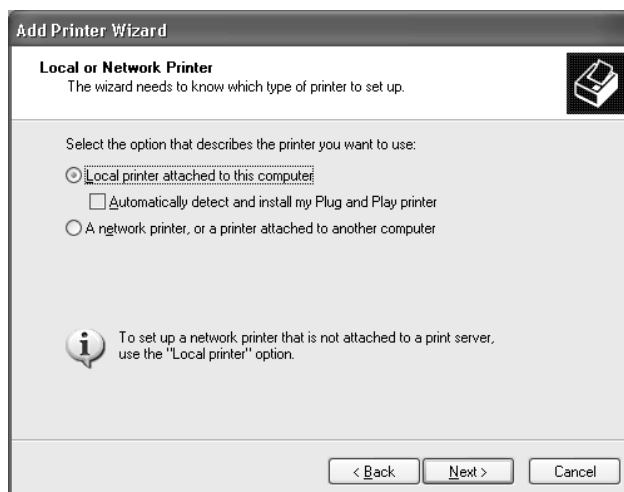 Add Printer Wizard
Local or Network Printer
The wizard needs to know which type of printer to set up.
Select the option that describes the printer you want to use:
Local printer attached to this computer
Automatically detect and install my Plug and Play printer
A network printer, or a printer attached to another computer
To set up a network printer that is not attached to a print server,
use the "Local printer" option.
< Back
Next >
Cancel